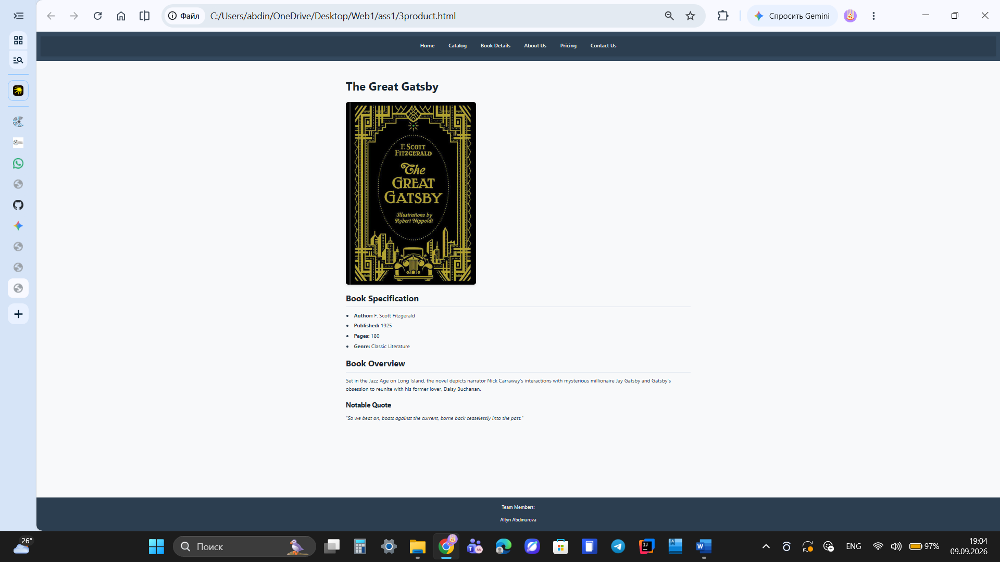 Файл
C:/Users/abdin/OneDrive/Desktop/Web1/ass1/3product.html
Спросить Gemini
Home
Catalog
Book Details
About Us
Pricing
Contact Us
The Great Gatsby
F. SCOTT
FITZGERALD
The
GREAT
GATSBY
Illustrations by
Robert Nippoldt
Book Specification
Author: F. Scott Fitzgerald
Published: 1925
Pages: 180
Genre: Classic Literature
Book Overview
Set in the Jazz Age on Long Island, the novel depicts narrator Nick Carraway's interactions with mysterious millionaire Jay Gatsby and Gatsby's
obsession to reunite with his former lover, Daisy Buchanan.
Notable Quote
"So we beat on, boats against the current, borne back ceaselessly into the past."
Team Members:
Altyn Abdinurova
26°
Поиск
ENG
97%
19:04
09.09.2026